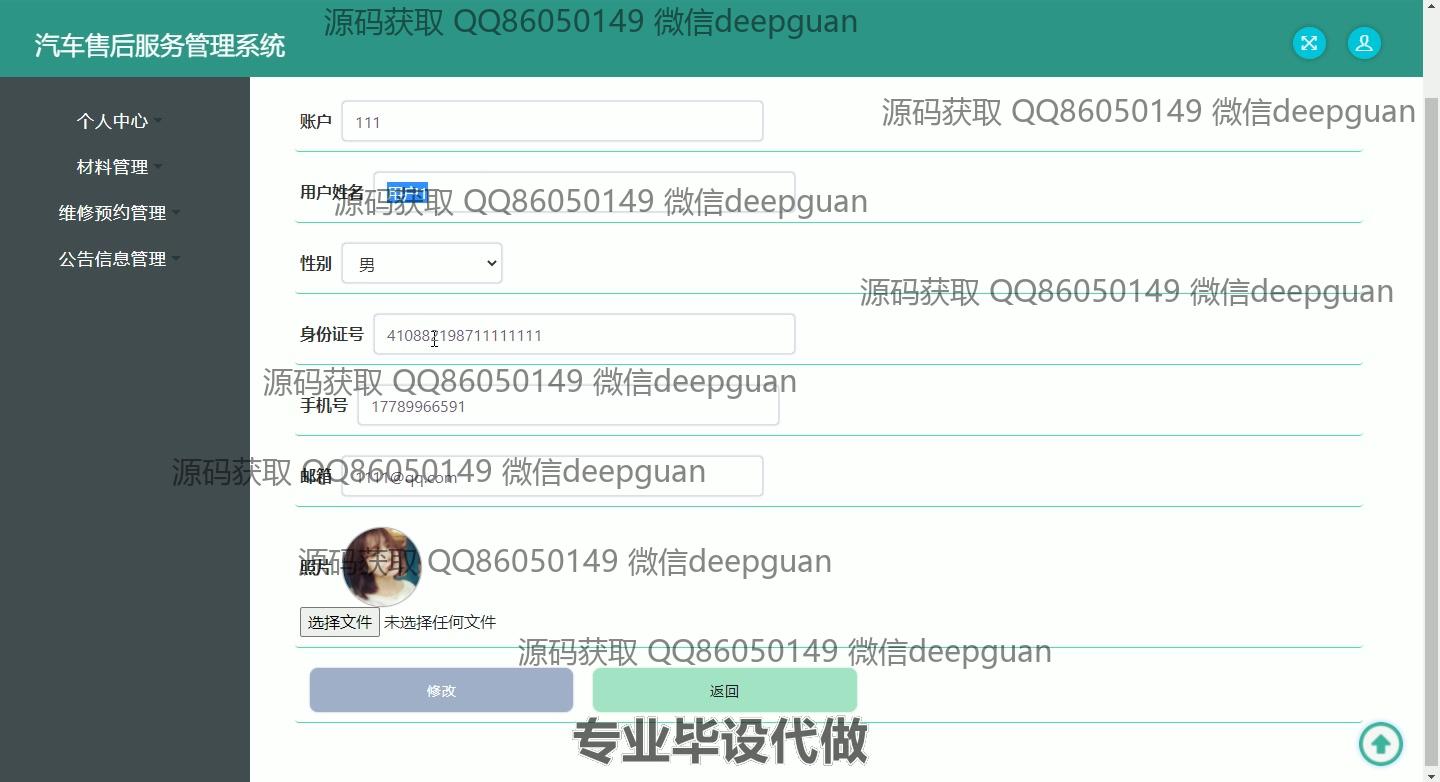 源码获取 QQ86050149 微信deepguan
汽车售后服务管理系统
个人中心
材料管理
维修预约管理
公告信息管理
账户 111
源码获取 QQ86050149 微信deepguan
用户姓名 用户1
源码获取 QQ86050149 微信deepguan
性别 男
源码获取 QQ86050149 微信deepguan
身份证号 410882198711111111
源码获取 QQ86050149 微信deepguan
手机号 17789966591
源码获取 QQ86050149 微信deepguan
邮箱 1111@qq.com
源码获取 QQ86050149 微信deepguan
照片
选择文件 未选择任何文件
源码获取 QQ86050149 微信deepguan
修改 返回
专业毕设代做